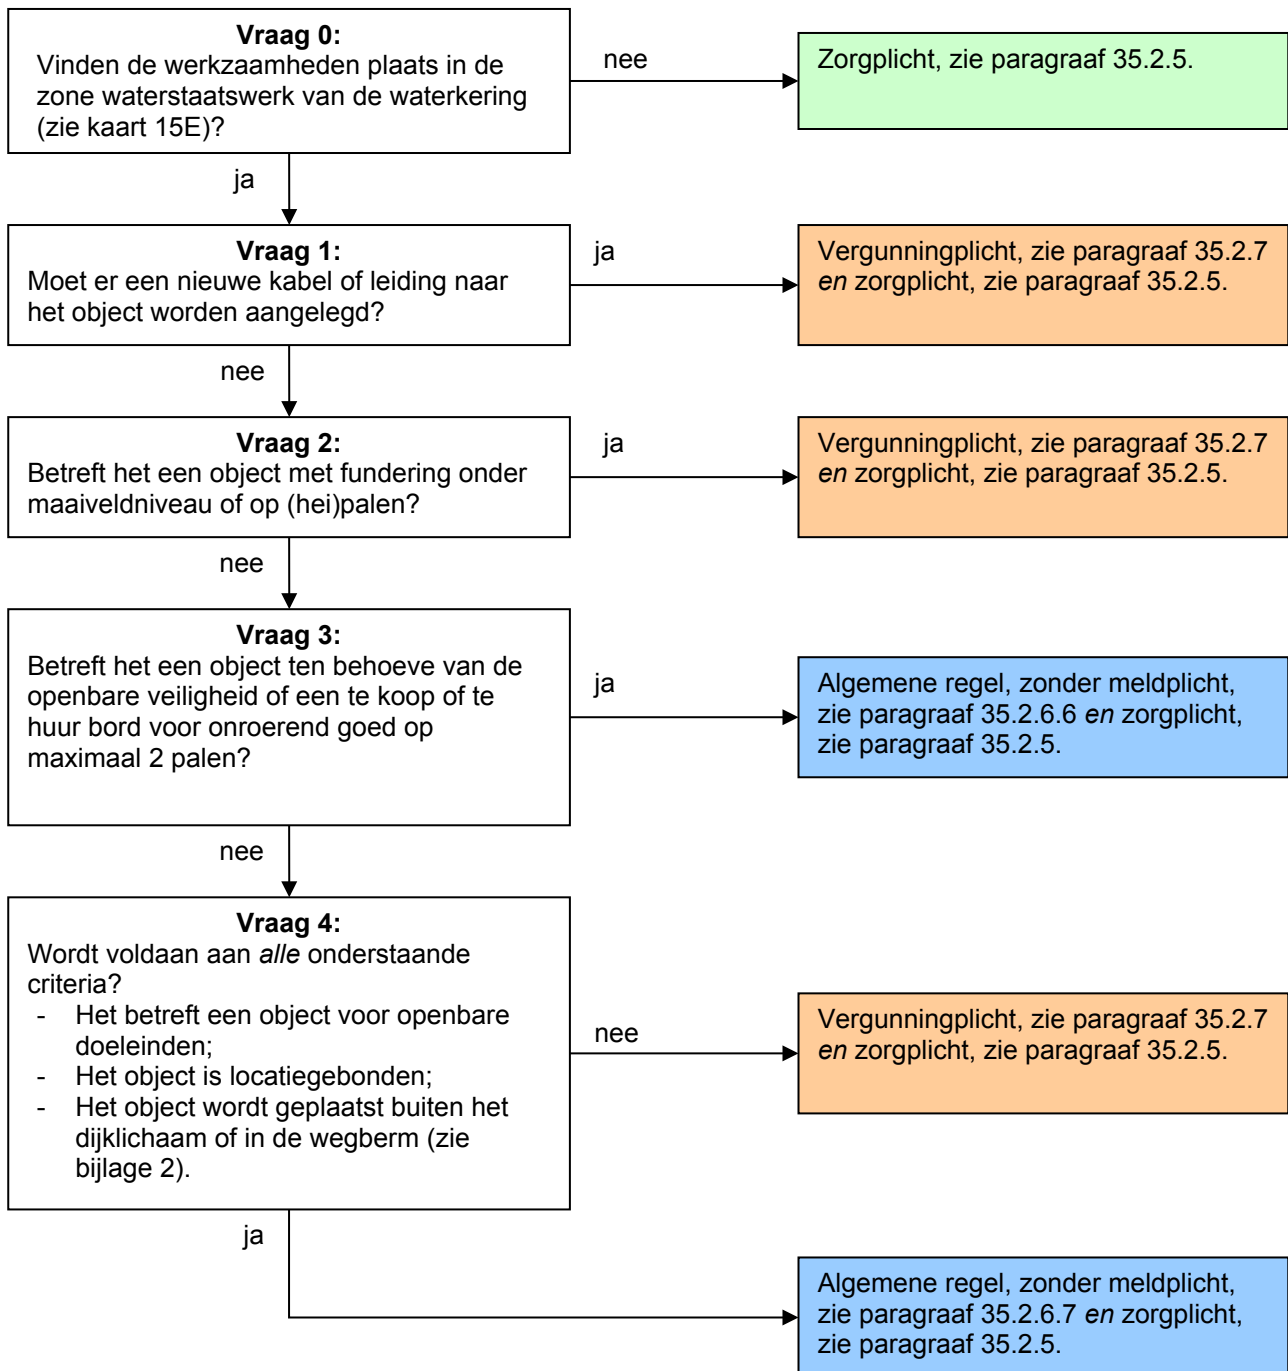 Vraag 0:
Vinden de werkzaamheden plaats in de
zone waterstaatswerk van de waterkering
(zie kaart 15E)?
nee
Zorgplicht, zie paragraaf 35.2.5.
ja
Vraag 1:
Moet er een nieuwe kabel of leiding naar
het object worden aangelegd?
ja
Vergunningplicht, zie paragraaf 35.2.7
en zorgplicht, zie paragraaf 35.2.5.
nee
Vraag 2:
Betreft het een object met fundering onder
maaiveldniveau of op (hei)palen?
ja
Vergunningplicht, zie paragraaf 35.2.7
en zorgplicht, zie paragraaf 35.2.5.
nee
Vraag 3:
Betreft het een object ten behoeve van de
openbare veiligheid of een te koop of te
huur bord voor onroerend goed op
maximaal 2 palen?
ja
Algemene regel, zonder meldplicht,
zie paragraaf 35.2.6.6 en zorgplicht,
zie paragraaf 35.2.5.
nee
Vraag 4:
Wordt voldaan aan alle onderstaande
criteria?
- Het betreft een object voor openbare
doeleinden;
- Het object is locatiegebonden;
- Het object wordt geplaatst buiten het
dijklichaam of in de wegberm (zie
bijlage 2).
nee
Vergunningplicht, zie paragraaf 35.2.7
en zorgplicht, zie paragraaf 35.2.5.
ja
Algemene regel, zonder meldplicht,
zie paragraaf 35.2.6.7 en zorgplicht,
zie paragraaf 35.2.5.